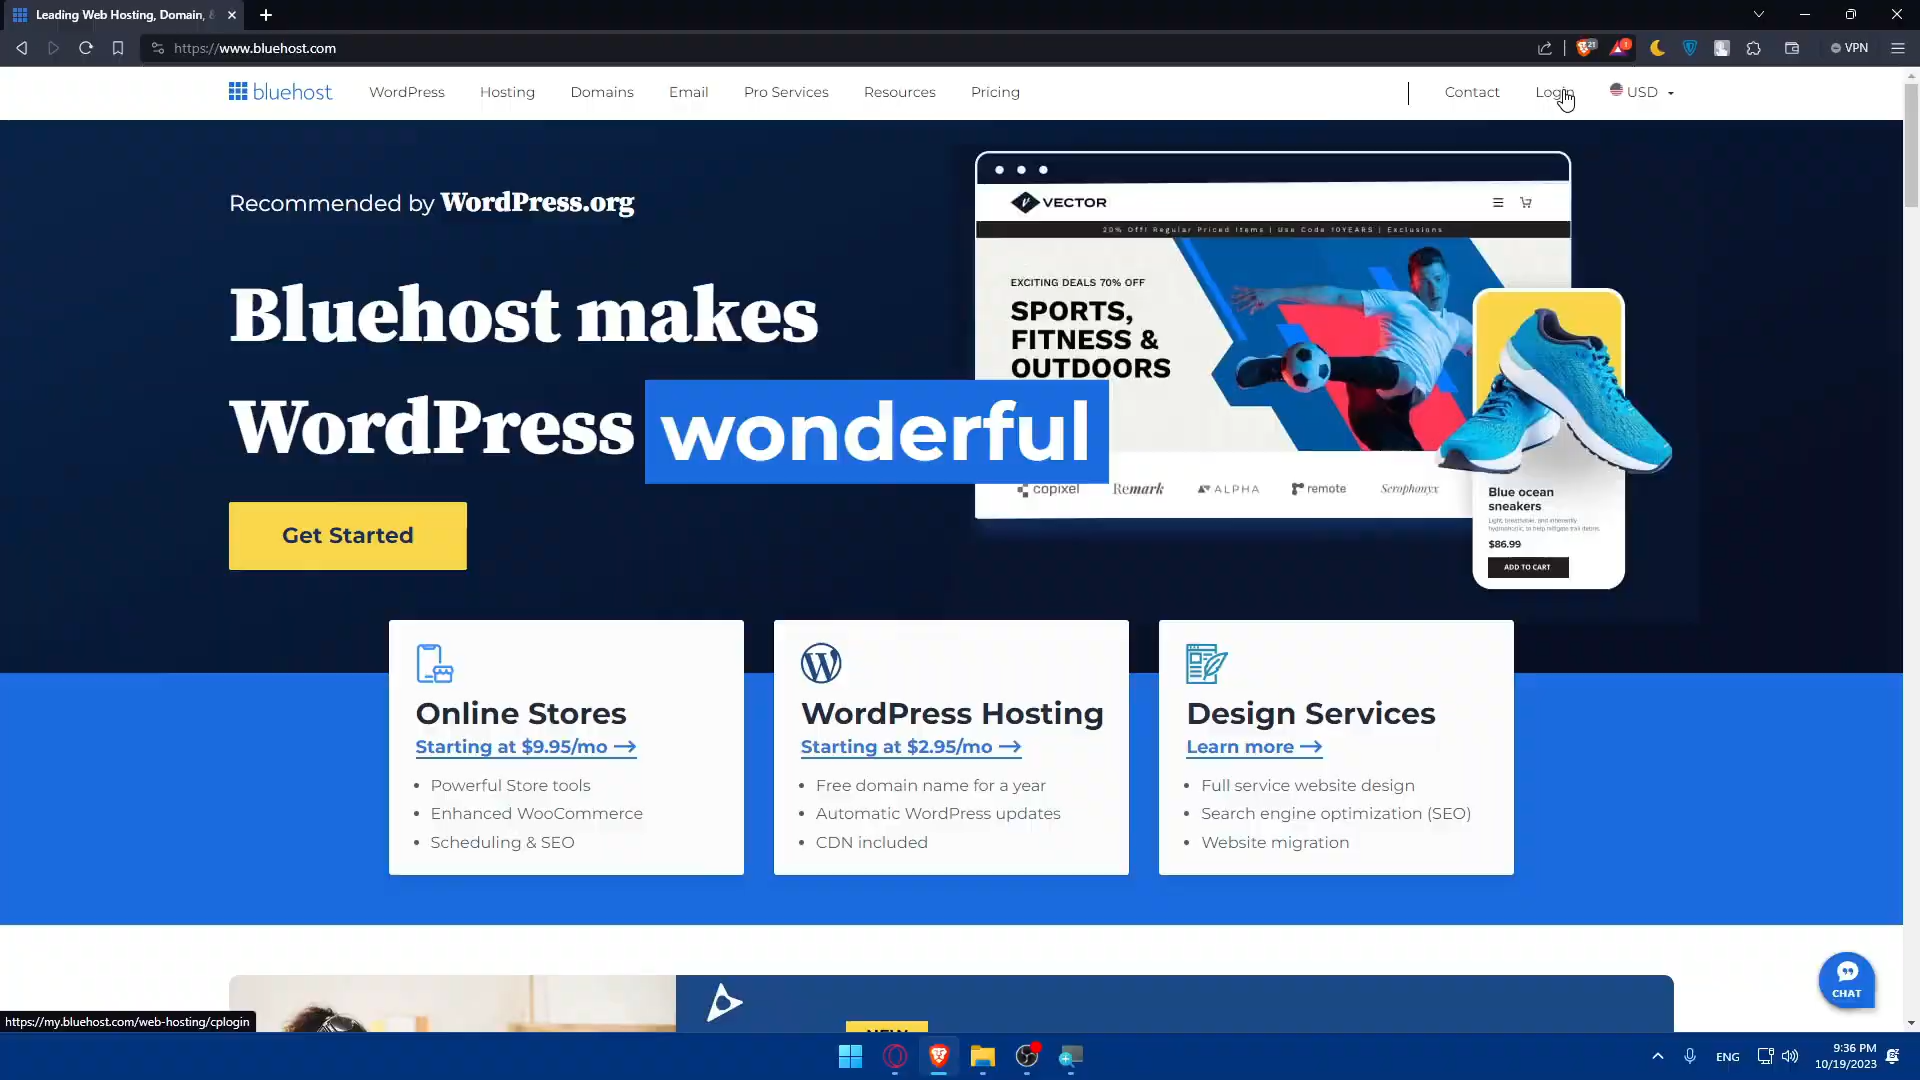 Leading Web Hosting, Domain,
https://www.bluehost.com
VPN
bluehost
WordPress
Hosting
Domains
Email
Pro Services
Resources
Pricing
Contact
Login
USD
Recommended by WordPress.org
Bluehost makes
WordPress wonderful
Get Started
VECTOR
20% Off! Regular Priced Items | Use Code 10YEARS | Exclusions
EXCITING DEALS 70% OFF
SPORTS,
FITNESS &
OUTDOORS
copixel
Remark
ALPHA
remote
Serophonyx
Blue ocean
sneakers
Light, breathable, and inherently
$86.99
ADD TO CART
Online Stores
Starting at $9.95/mo
• Powerful Store tools
• Enhanced WooCommerce
• Scheduling & SEO
WordPress Hosting
Starting at $2.95/mo
• Free domain name for a year
• Automatic WordPress updates
• CDN included
Design Services
Learn more
• Full service website design
• Search engine optimization (SEO)
• Website migration
NEW
CHAT
https://my.bluehost.com/web-hosting/cplogin
ENG
9:36 PM
10/19/2023